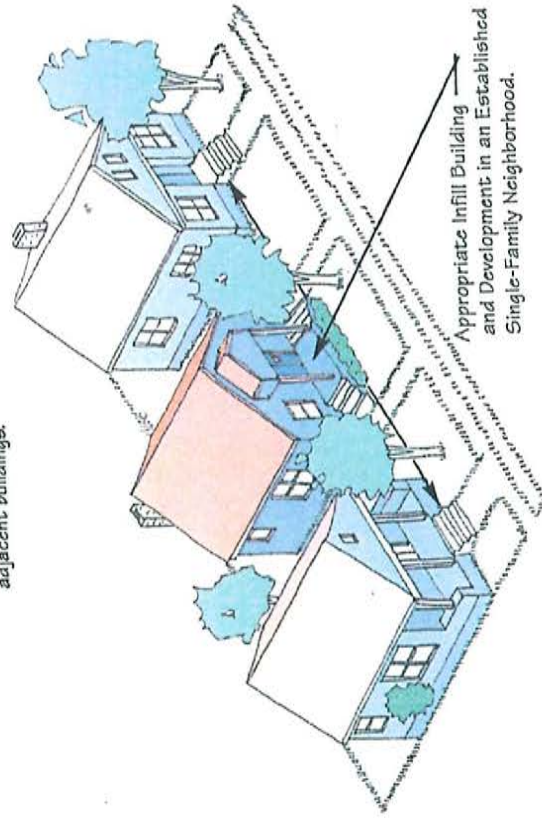 adjacent buildings.
Appropriate Infill Building
and Development in an Established
Single-Family Neighborhood.